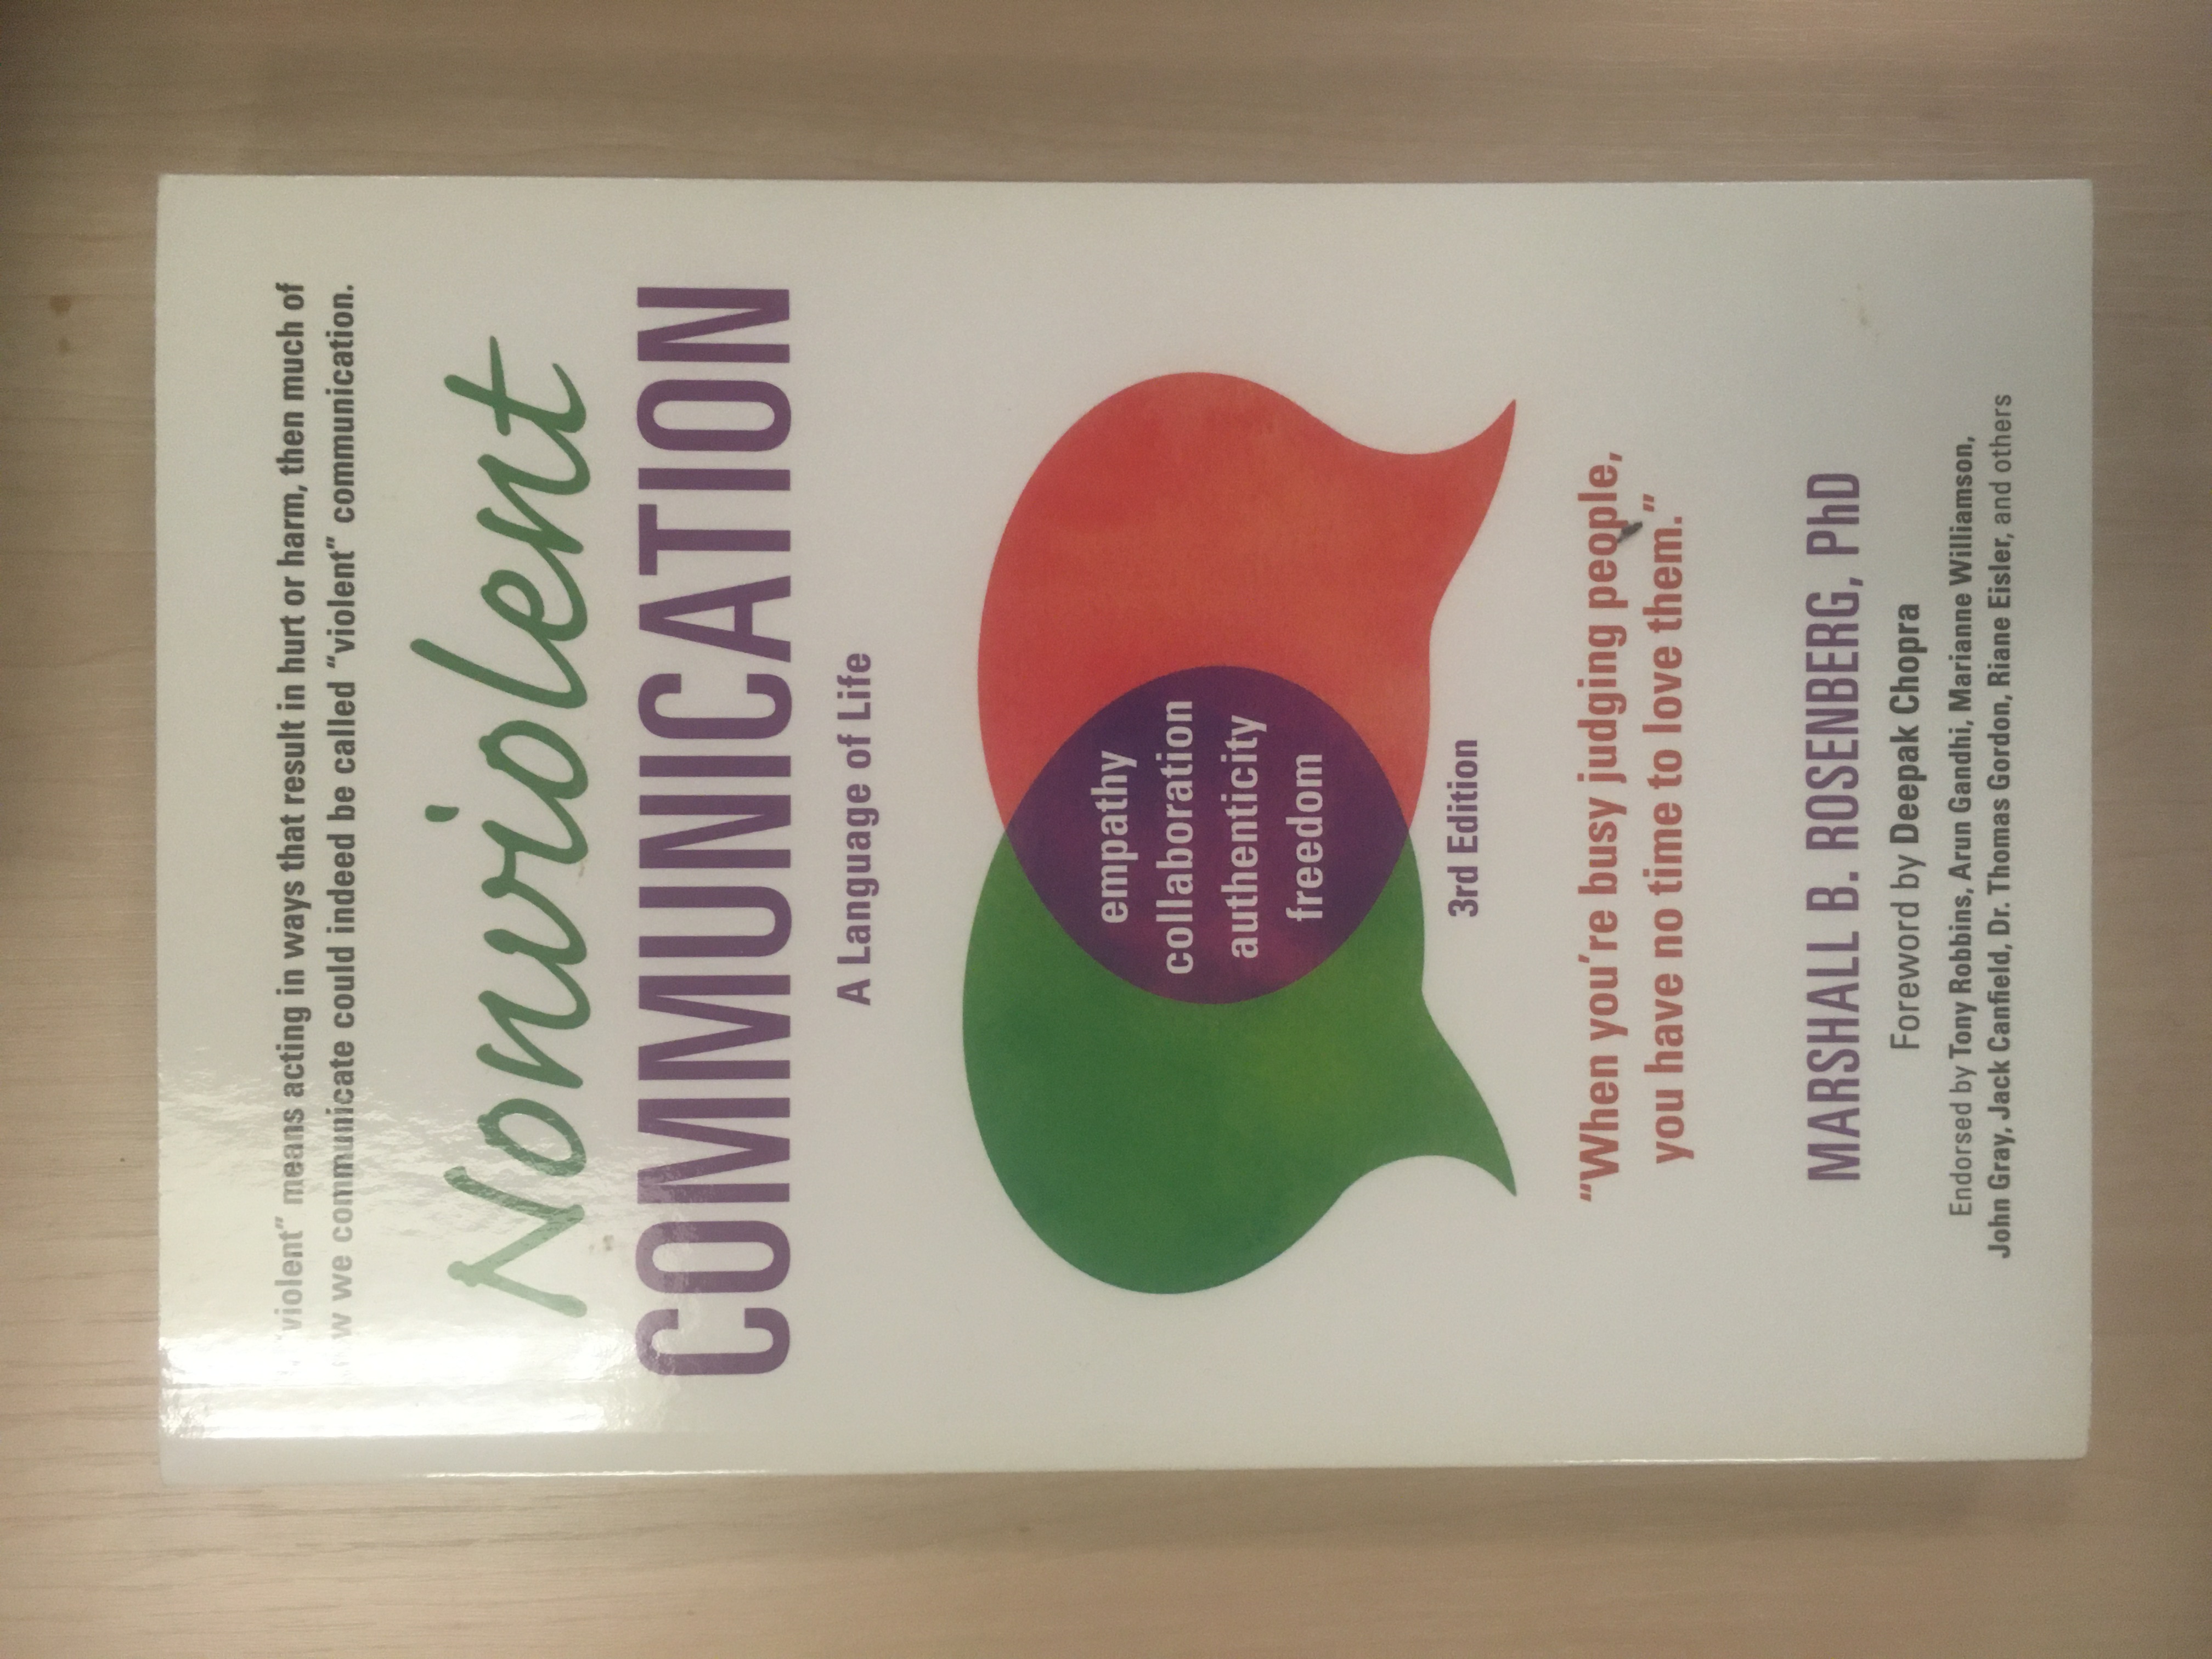 violent” means acting in ways that result in hurt or harm, then much of
we communicate could indeed be called “violent” communication.
Nonviolent
COMMUNICATION
A Language of Life
empathy
collaboration
authenticity
freedom
3rd Edition
“When you’re busy judging people,
you have no time to love them.”
MARSHALL B. ROSENBERG, PhD
Foreword by Deepak Chopra
Endorsed by Tony Robbins, Arun Gandhi, Marianne Williamson,
John Gray, Jack Canfield, Dr. Thomas Gordon, Riane Eisler, and others